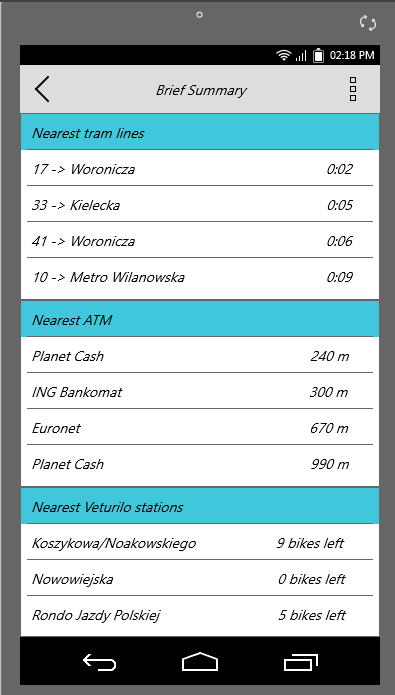 02:18 PM
Brief Summary
Nearest tram lines
17 -> Woronicza 0:02
33 -> Kielecka 0:05
41 -> Woronicza 0:06
10 -> Metro Wilanowska 0:09
Nearest ATM
Planet Cash 240 m
ING Bankomat 300 m
Euronet 670 m
Planet Cash 990 m
Nearest Veturilo stations
Koszykowa/Noakowskiego 9 bikes left
Nowowiejska 0 bikes left
Rondo Jazdy Polskiej 5 bikes left